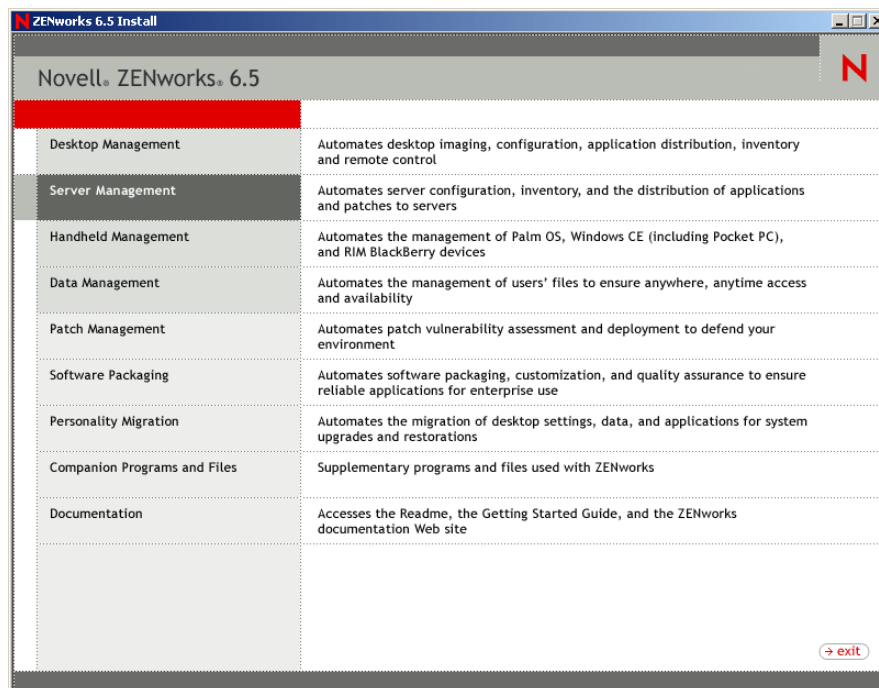 N ZENworks 6.5 Install
Novell® ZENworks® 6.5
N
Desktop Management
Automates desktop imaging, configuration, application distribution, inventory
and remote control
Server Management
Automates server configuration, inventory, and the distribution of applications
and patches to servers
Handheld Management
Automates the management of Palm OS, Windows CE (including Pocket PC),
and RIM BlackBerry devices
Data Management
Automates the management of users’ files to ensure anywhere, anytime access
and availability
Patch Management
Automates patch vulnerability assessment and deployment to defend your
environment
Software Packaging
Automates software packaging, customization, and quality assurance to ensure
reliable applications for enterprise use
Personality Migration
Automates the migration of desktop settings, data, and applications for system
upgrades and restorations
Companion Programs and Files
Supplementary programs and files used with ZENworks
Documentation
Accesses the Readme, the Getting Started Guide, and the ZENworks
documentation Web site
→ exit